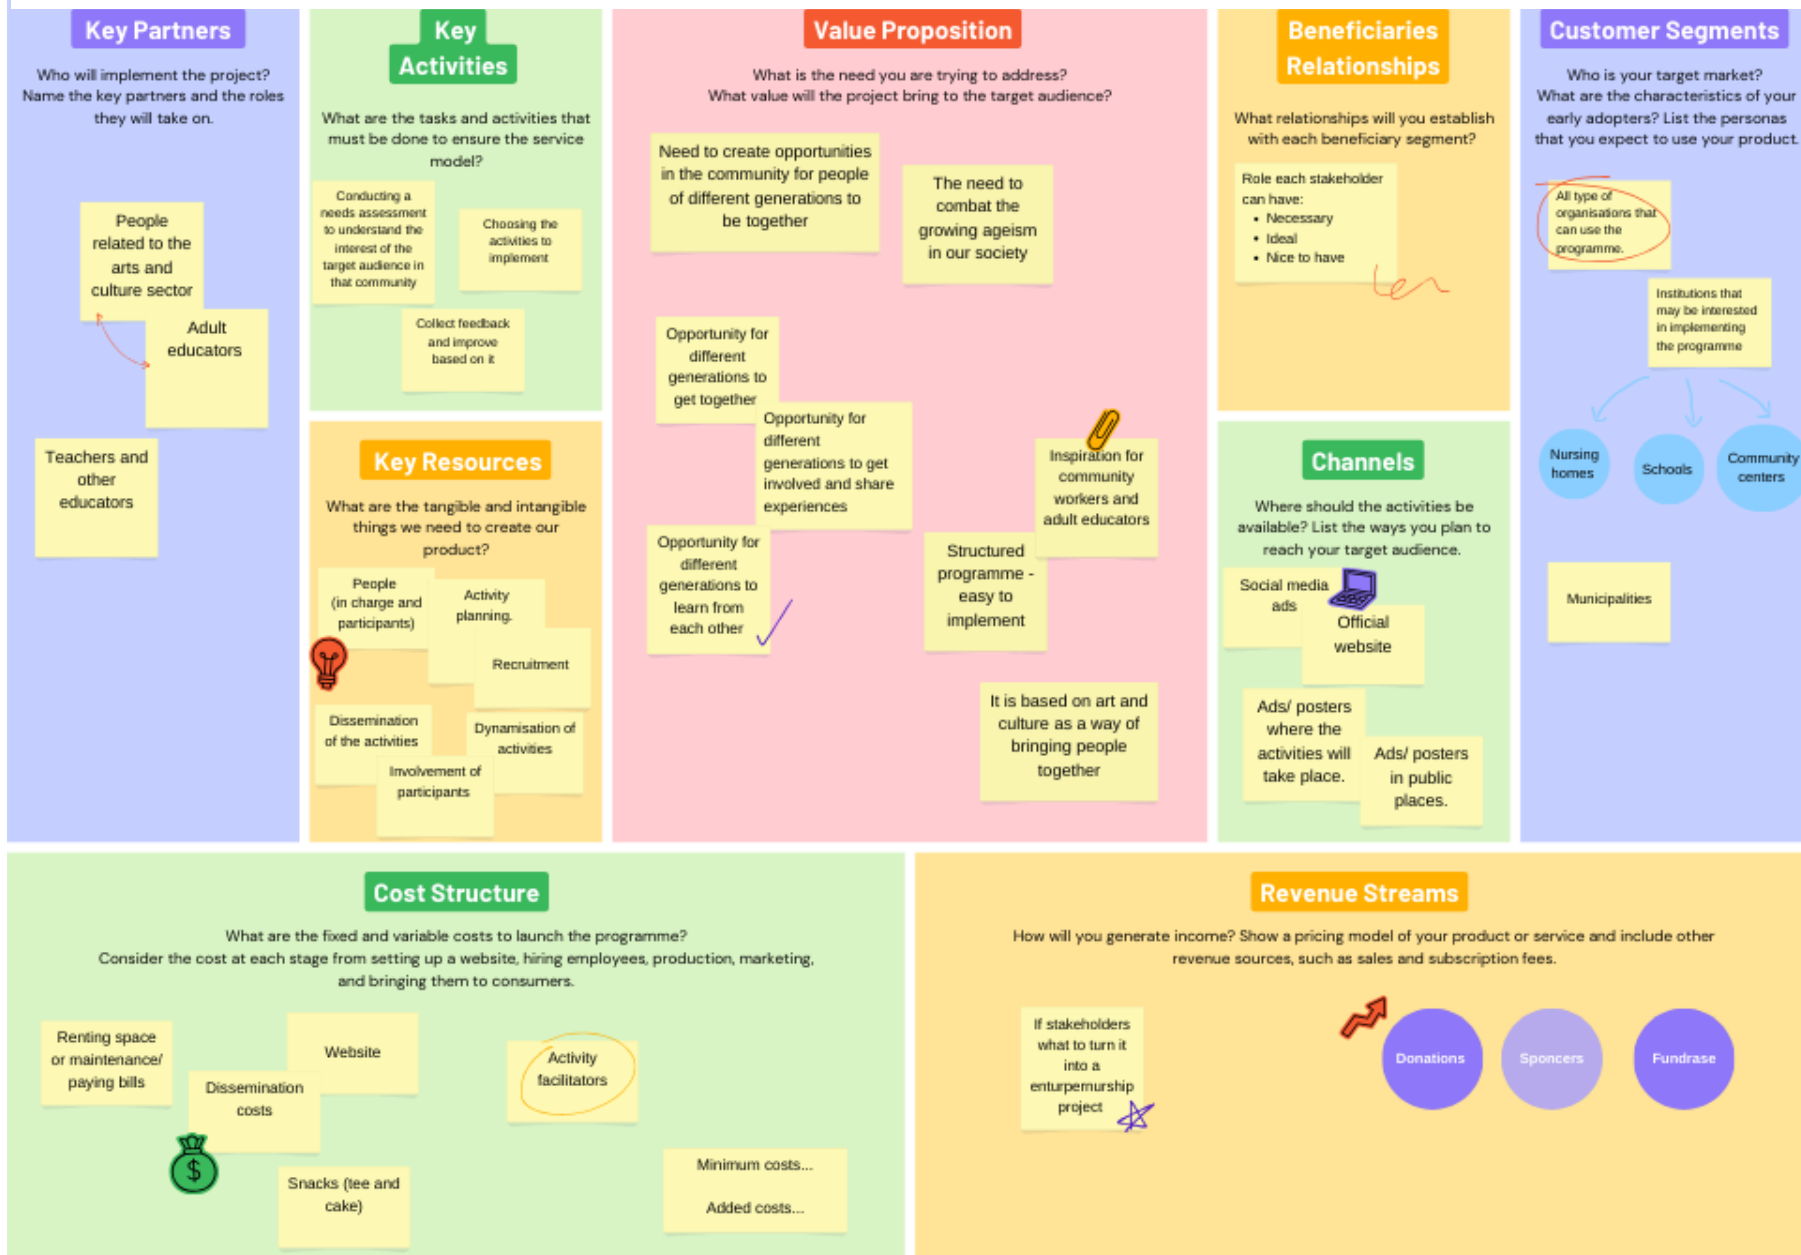 Key Partners
Who will implement the project?
Name the key partners and the roles
they will take on.
People
related to the
arts and
culture sector
Adult
educators
Teachers and
other
educators
Key
Activities
What are the tasks and activities that
must be done to ensure the service
model?
Conducting a
needs assessment
to understand the
interest of the
target audience in
that community
Choosing the
activities to
implement
Collect feedback
and improve
based on it
Key Resources
What are the tangible and intangible
things we need to create our
product?
People
(in charge and
participants)
Activity
planning.
Recruitment
Dissemination
of the activities
Dynamisation of
activities
Involvement of
participants
Value Proposition
What is the need you are trying to address?
What value will the project bring to the target audience?
Need to create opportunities
in the community for people
of different generations to
be together
The need to
combat the
growing ageism
in our society
Opportunity for
different
generations to
get together
Opportunity for
different
generations to get
involved and share
experiences
Opportunity for
different
generations to
learn from
each other
Inspiration for
community
workers and
adult educators
Structured
programme -
easy to
implement
It is based on art and
culture as a way of
bringing people
together
Beneficiaries
Relationships
What relationships will you establish
with each beneficiary segment?
Role each stakeholder
can have:
• Necessary
• Ideal
• Nice to have
Channels
Where should the activities be
available? List the ways you plan to
reach your target audience.
Social media
ads
Official
website
Ads/ posters
where the
activities will
take place.
Ads/ posters
in public
places.
Customer Segments
Who is your target market?
What are the characteristics of your
early adopters? List the personas
that you expect to use your product.
All type of
organisations that
can use the
programme.
Institutions that
may be interested
in implementing
the programme
Nursing
homes
Schools
Community
centers
Municipalities
Cost Structure
What are the fixed and variable costs to launch the programme?
Consider the cost at each stage from setting up a website, hiring employees, production, marketing,
and bringing them to consumers.
Renting space
or maintenance/
paying bills
Website
Dissemination
costs
$
Snacks (tee and
cake)
Activity
facilitators
Minimum costs...
Added costs...
Revenue Streams
How will you generate income? Show a pricing model of your product or service and include other
revenue sources, such as sales and subscription fees.
If stakeholders
what to turn it
into a
enturpernurship
project
Donations
Sponcers
Fundrase